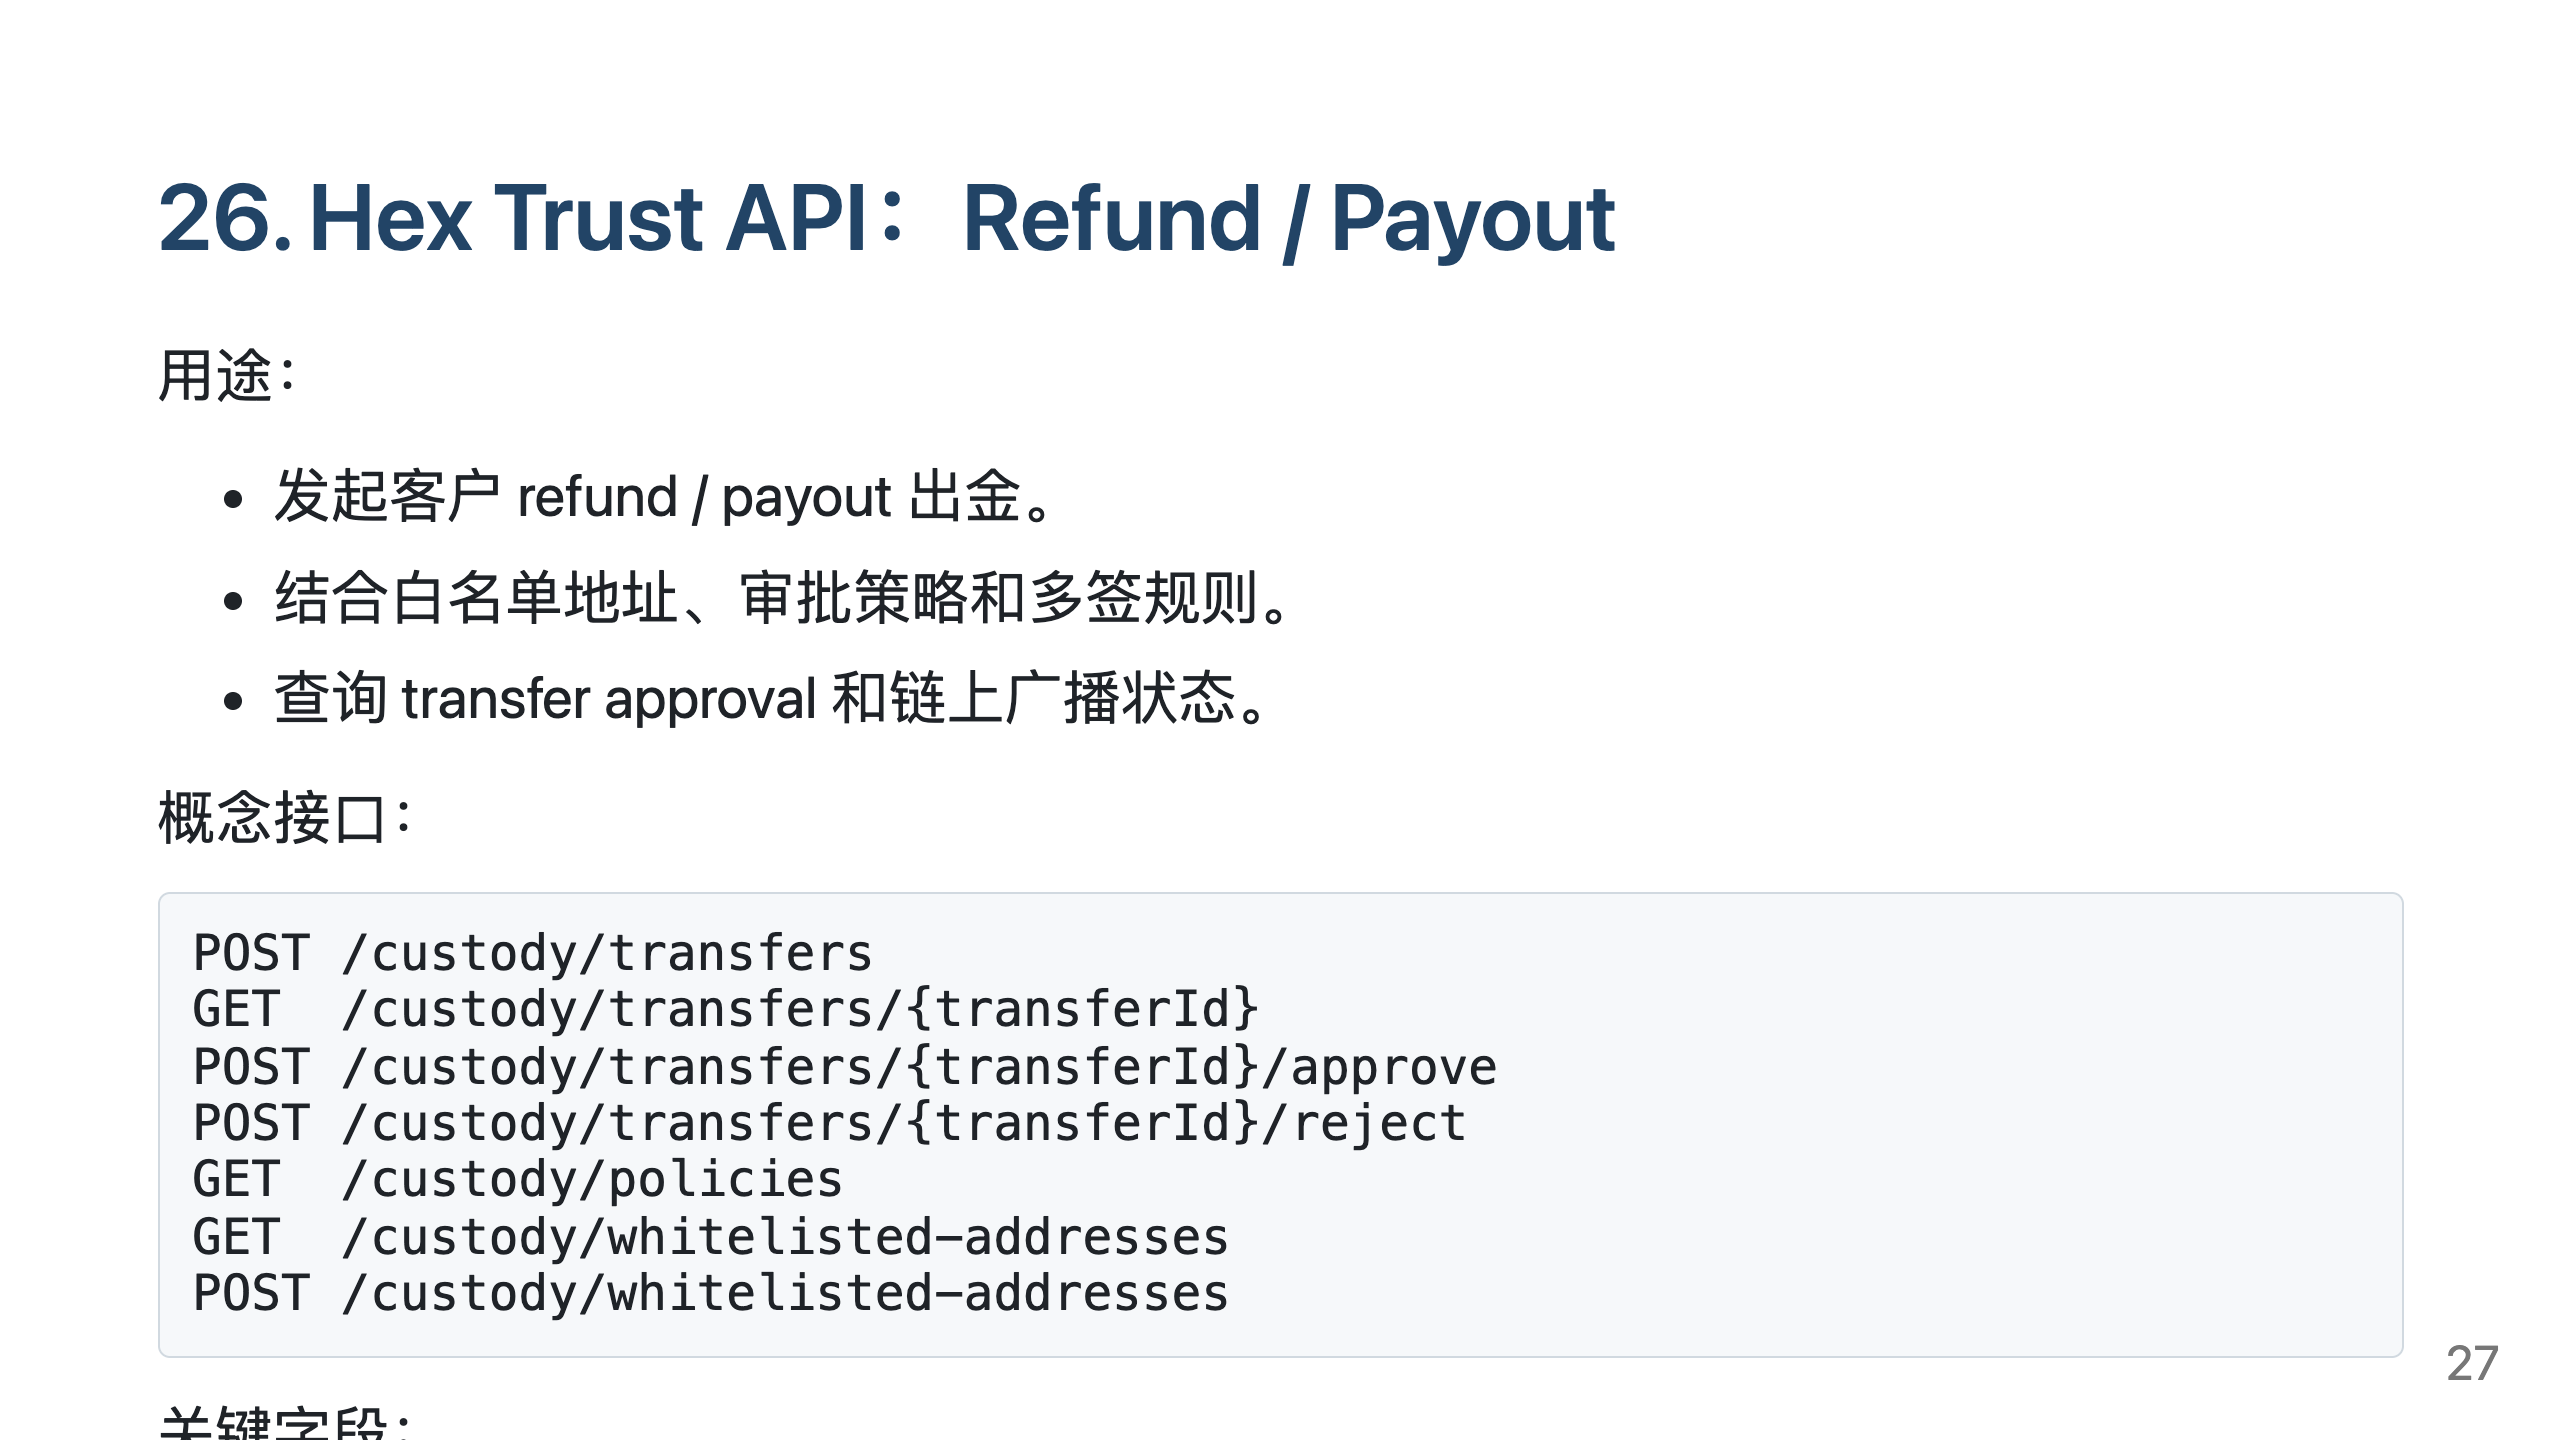 26. Hex Trust API：Refund / Payout
用途：
• 发起客户 refund / payout 出金。
• 结合白名单地址、审批策略和多签规则。
• 查询 transfer approval 和链上广播状态。
概念接口：
POST /custody/transfers
GET  /custody/transfers/{transferId}
POST /custody/transfers/{transferId}/approve
POST /custody/transfers/{transferId}/reject
GET  /custody/policies
GET  /custody/whitelisted-addresses
POST /custody/whitelisted-addresses
27
关键字段：